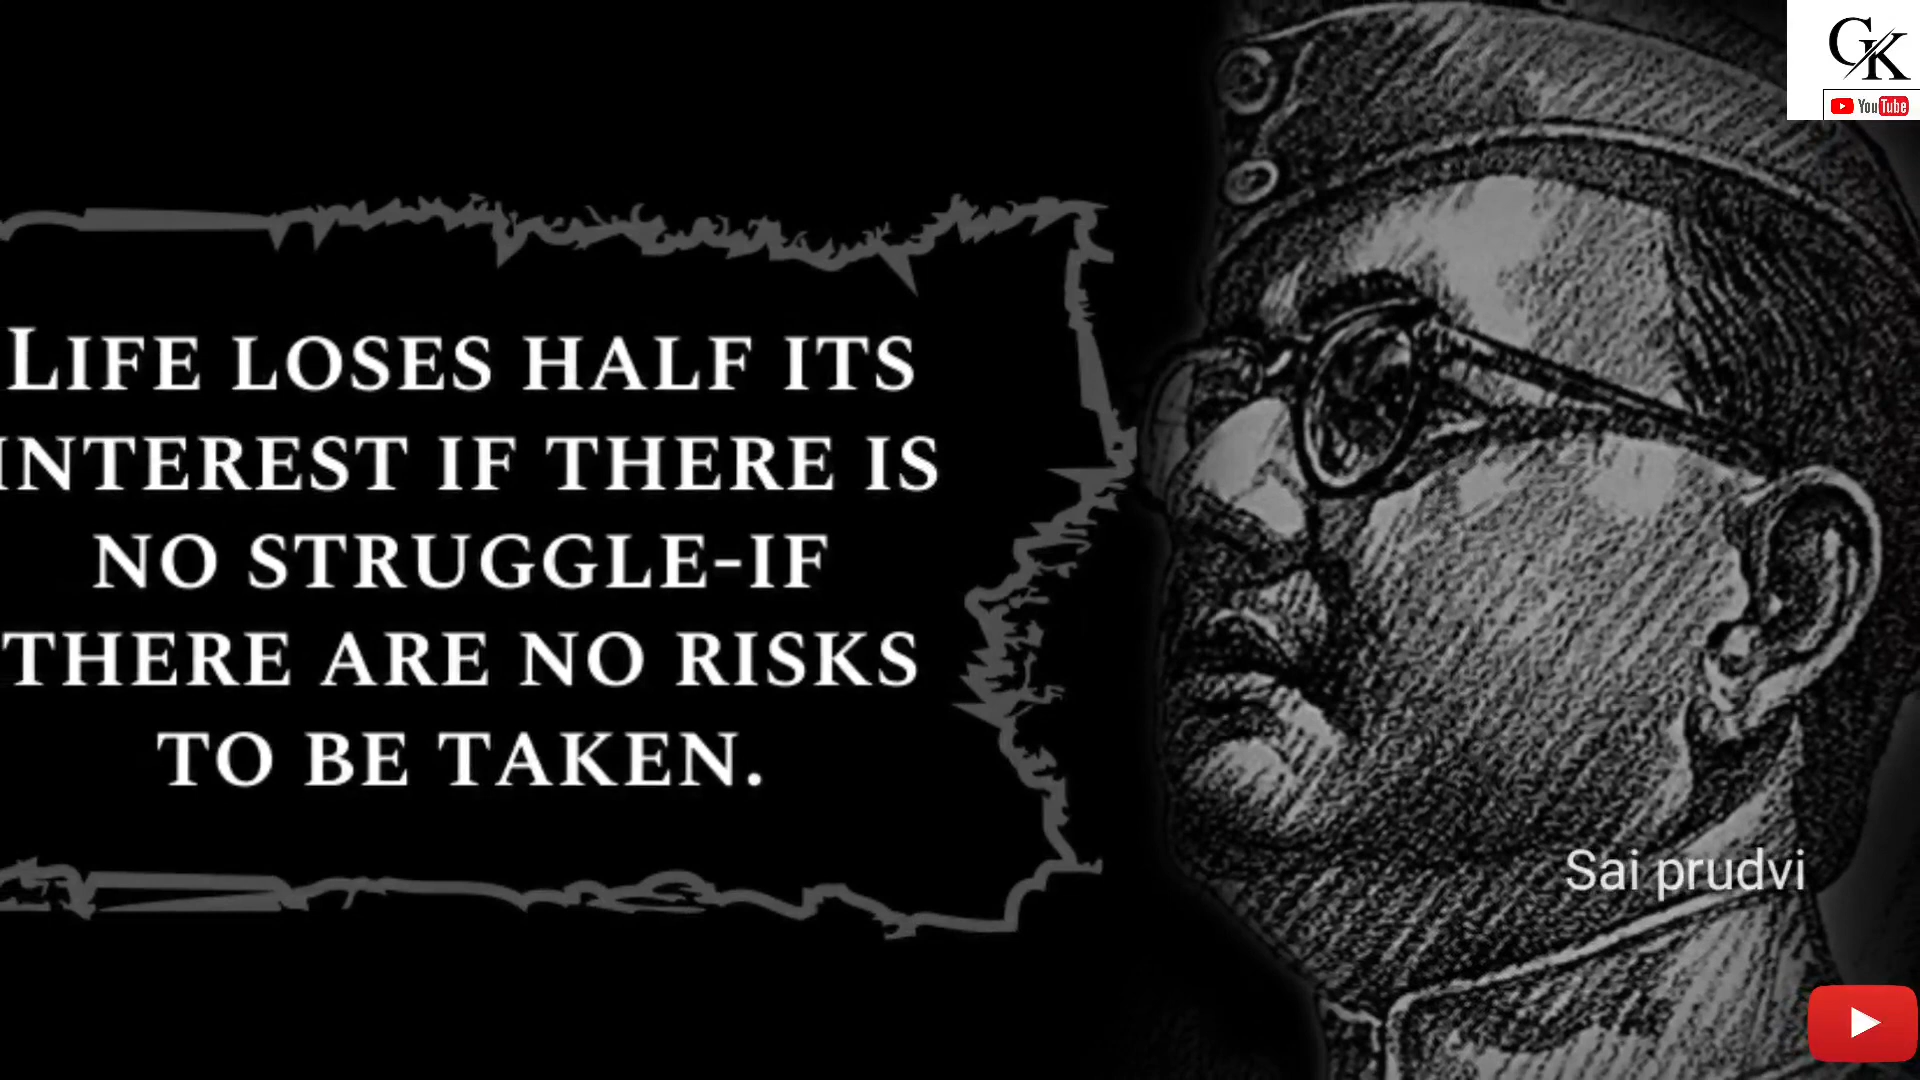 GK
YouTube
LIFE LOSES HALF ITS
INTEREST IF THERE IS
NO STRUGGLE-IF
THERE ARE NO RISKS
TO BE TAKEN.
Sai prudvi